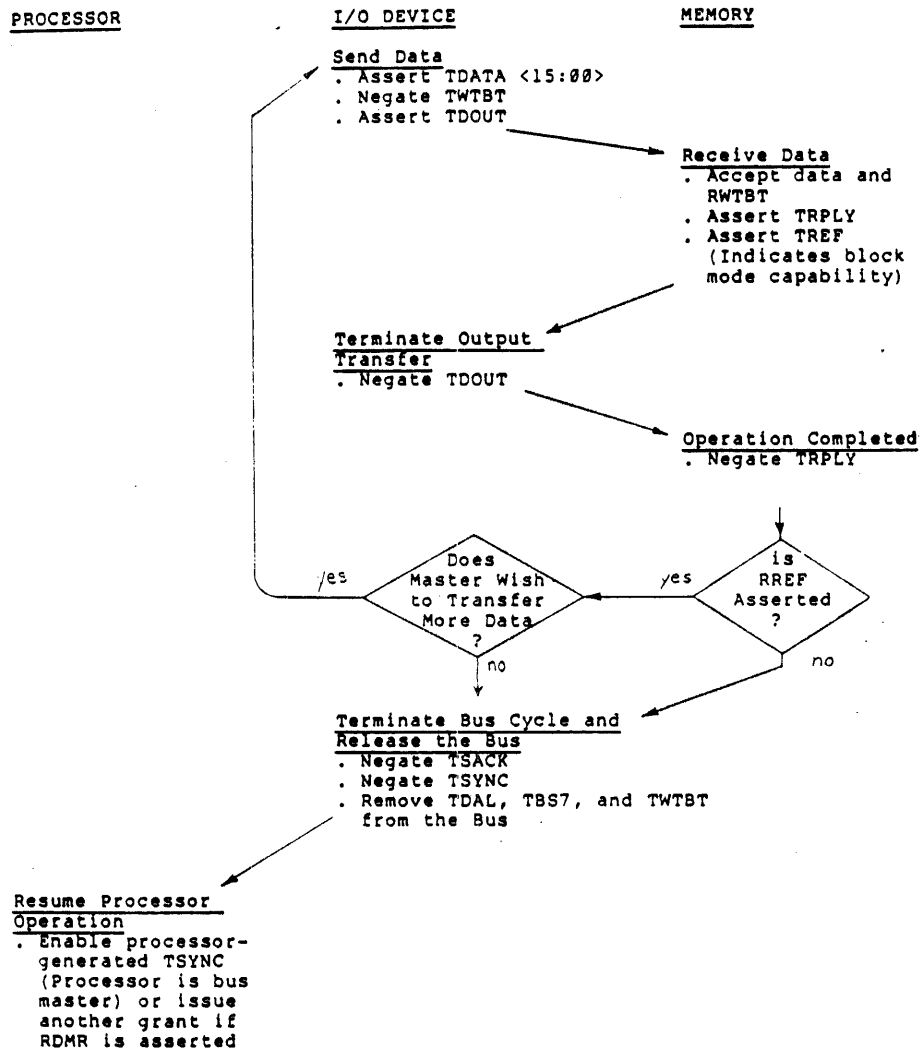 PROCESSOR
I/O DEVICE
MEMORY
Send Data
. Assert TDATA <15:00>
. Negate TWTBT
. Assert TDOUT
Receive Data
. Accept data and
RWTBT
. Assert TRPLY
. Assert TREF
(Indicates block
mode capability)
Terminate Output
Transfer
. Negate TDOUT
Operation Completed
. Negate TRPLY
Does
Master Wish
to Transfer
More Data
?
yes
no
is
RREF
Asserted
?
yes
no
Terminate Bus Cycle and
Release the Bus
. Negate TSACK
. Negate TSYNC
. Remove TDAL, TBS7, and TWTBT
from the Bus
Resume Processor
Operation
. Enable processor-
generated TSYNC
(Processor is bus
master) or issue
another grant if
RDMR is asserted